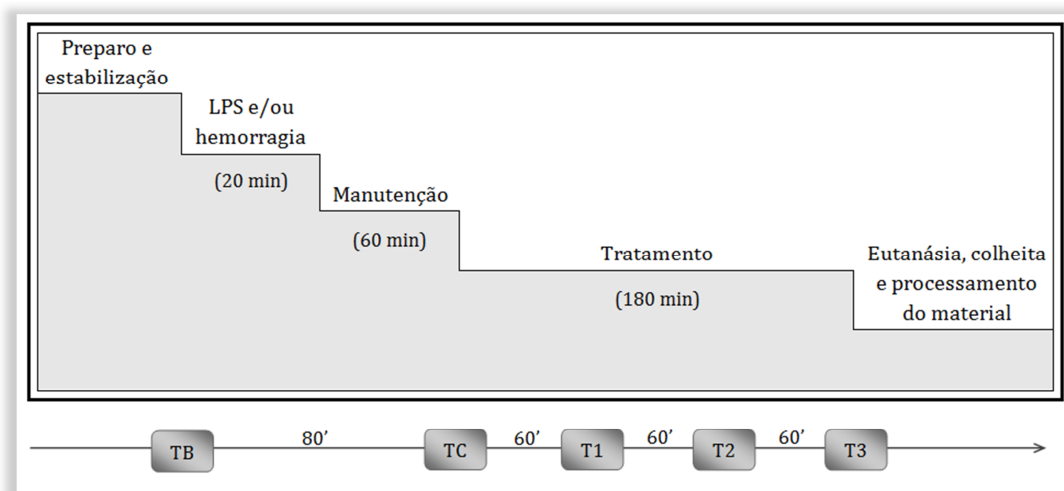 Preparo e
estabilização
LPS e/ou
hemorragia
(20 min)
Manutenção
(60 min)
Tratamento
(180 min)
Eutanásia, colheita
e processamento
do material
TB
80’
TC
60’
T1
60’
T2
60’
T3